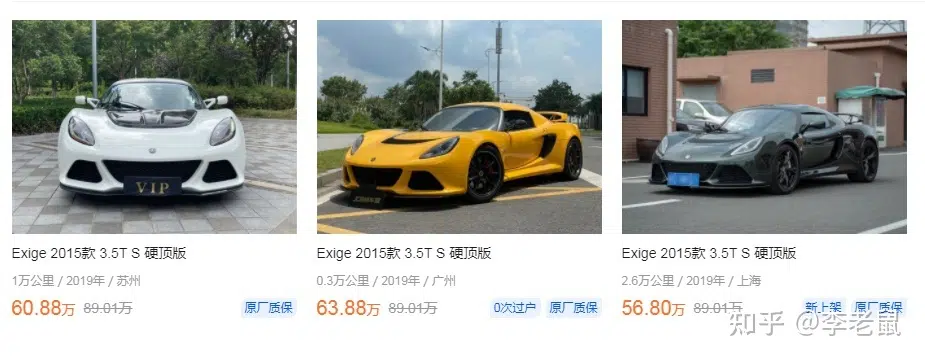 VIP
Exige 2015款 3.5T S 硬顶版
1万公里 / 2019年 / 苏州
60.88万 89.01万 原厂质保
Exige 2015款 3.5T S 硬顶版
0.3万公里 / 2019年 / 广州
63.88万 89.01万 0次过户 原厂质保
Exige 2015款 3.5T S 硬顶版
2.6万公里 / 2019年 / 上海
56.80万 89.01万 新上架 原厂质保
知乎 @李老鼠